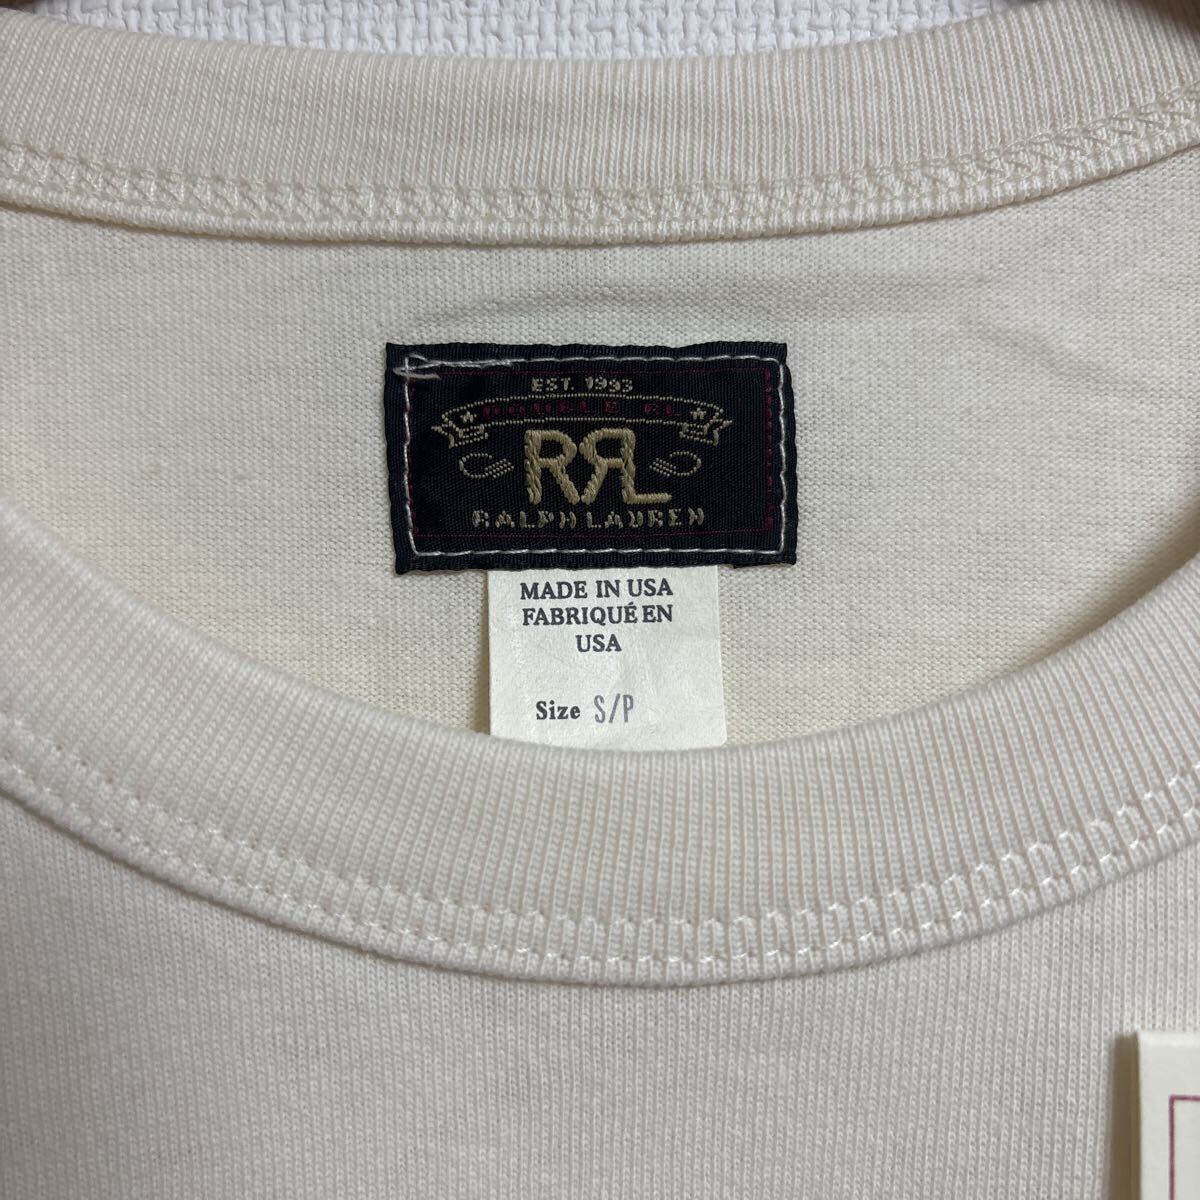 EST. 1993
DOUBLE RL
RRL
RALPH LAUREN
MADE IN USA
FABRIQUÉ EN
USA
Size S/P